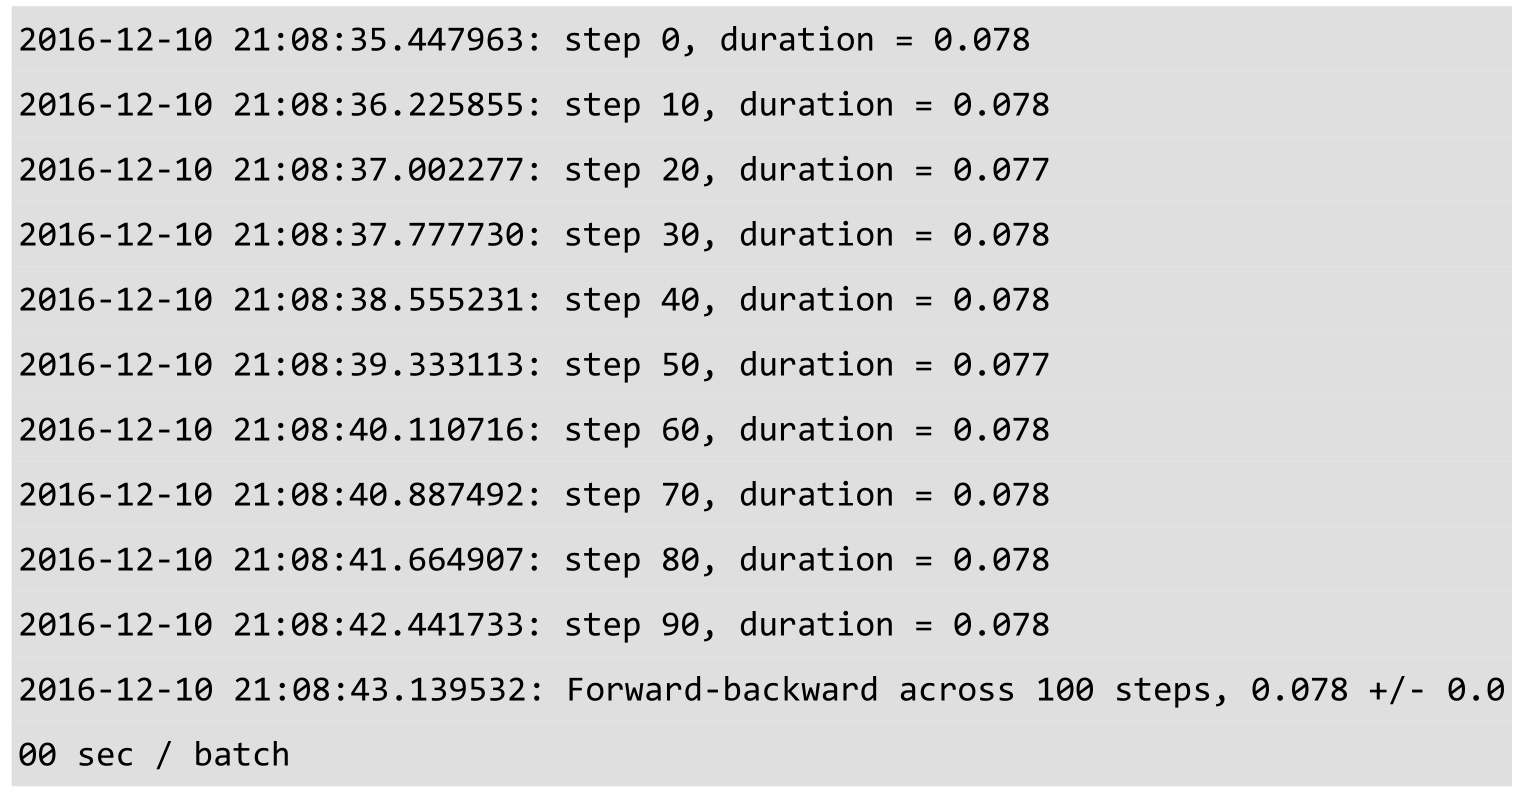 2016-12-10 21:08:35.447963: step 0, duration = 0.078
2016-12-10 21:08:36.225855: step 10, duration = 0.078
2016-12-10 21:08:37.002277: step 20, duration = 0.077
2016-12-10 21:08:37.777730: step 30, duration = 0.078
2016-12-10 21:08:38.555231: step 40, duration = 0.078
2016-12-10 21:08:39.333113: step 50, duration = 0.077
2016-12-10 21:08:40.110716: step 60, duration = 0.078
2016-12-10 21:08:40.887492: step 70, duration = 0.078
2016-12-10 21:08:41.664907: step 80, duration = 0.078
2016-12-10 21:08:42.441733: step 90, duration = 0.078
2016-12-10 21:08:43.139532: Forward-backward across 100 steps, 0.078 +/- 0.0
00 sec / batch